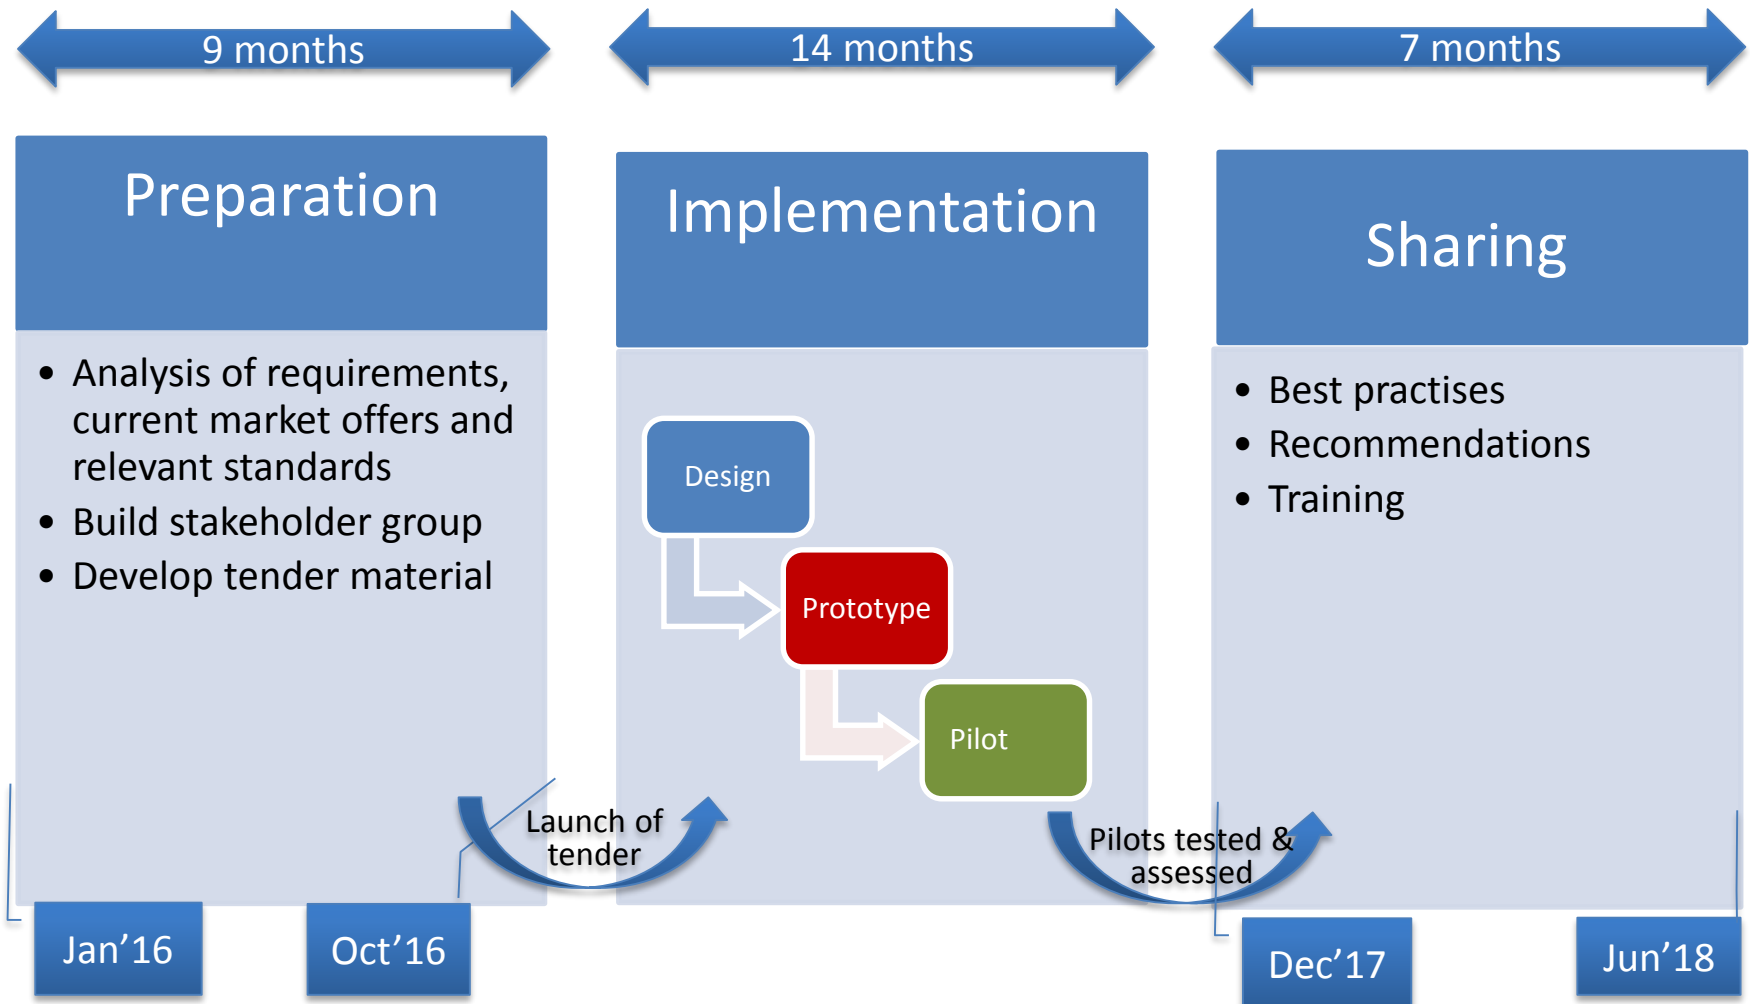 9 months
14 months
7 months
Preparation
• Analysis of requirements,
current market offers and
relevant standards
• Build stakeholder group
• Develop tender material
Implementation
Design
Prototype
Pilot
Sharing
• Best practises
• Recommendations
• Training
Launch of
tender
Pilots tested &
assessed
Jan’16
Oct’16
Dec’17
Jun’18